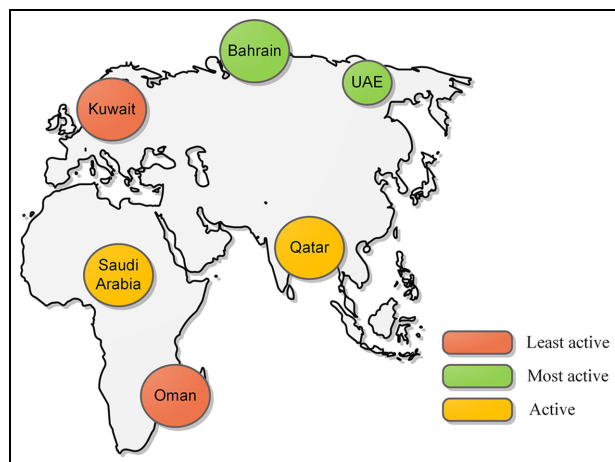 Bahrain
UAE
Kuwait
Qatar
Saudi
Arabia
Oman
Least active
Most active
Active